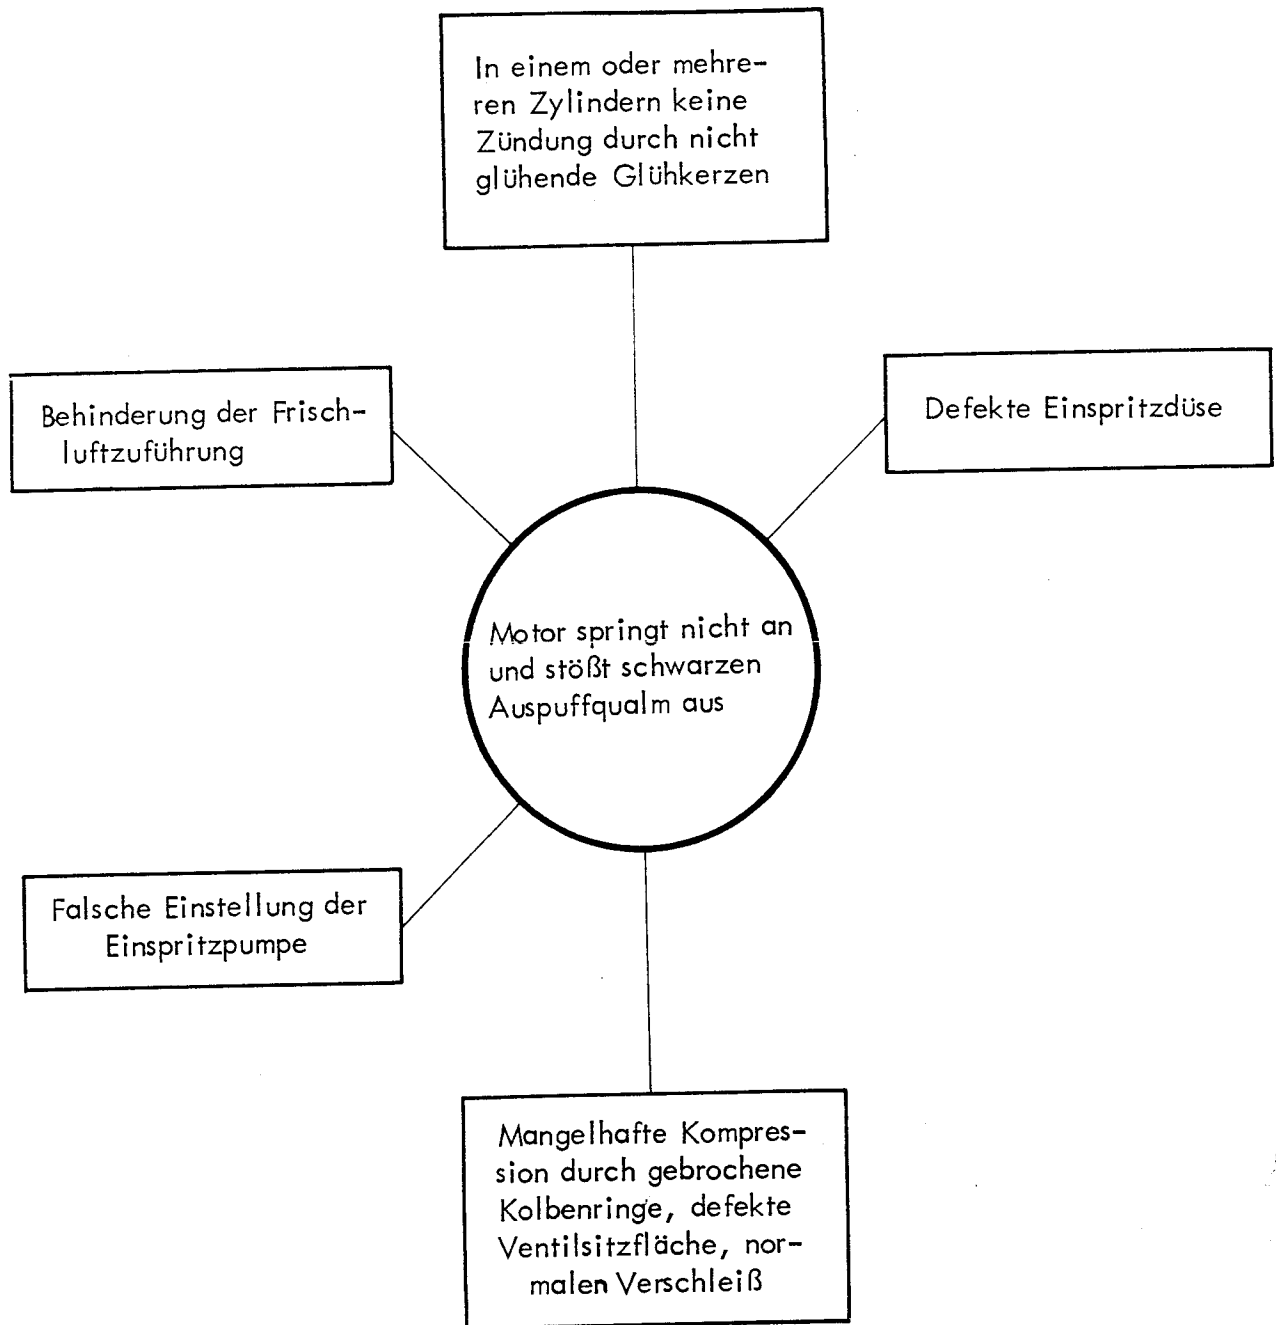 In einem oder mehre-
ren Zylindern keine
Zündung durch nicht
glühende Glühkerzen
Behinderung der Frisch-
luftzuführung
Defekte Einspritzdüse
Motor springt nicht an
und stößt schwarzen
Auspuffqualm aus
Falsche Einstellung der
Einspritzpumpe
Mangelhafte Kompres-
sion durch gebrochene
Kolbenringe, defekte
Ventilsitzfläche, nor-
malen Verschleiß